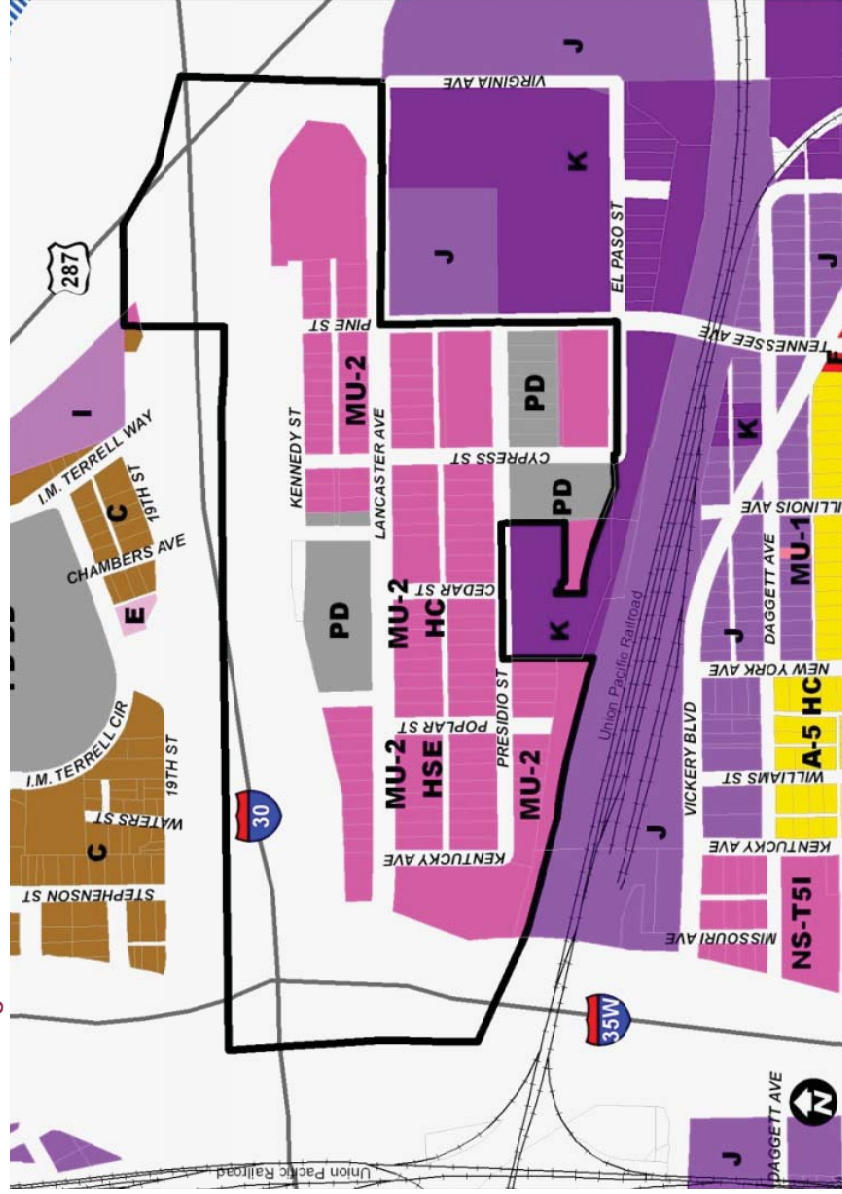 287
I
I.M. TERRELL WAY
C
19TH ST
CHAMBERS AVE
E
I.M. TERRELL CIR
19TH ST
WATERS ST
C
STEPHENSON ST
30
J
VIRGINIA AVE
K
J
EL PASO ST
PINE ST
KENNEDY ST
MU-2
LANCASTER AVE
PD
CYPRESS ST
PD
PD
CEDAR ST
MU-2
HC
K
PRESIDIO ST
POPLAR ST
MU-2
HSE
MU-2
KENTUCKY AVE
TENNESSEE AVE
J
F
K
ILLINOIS AVE
DAGGETT AVE
MU-1
J
NEW YORK AVE
Union Pacific Railroad
VICKERY BLVD
A-5 HC
WILLIAMS ST
J
KENTUCKY AVE
MISSOURI AVE
NS-T5I
35W
Union Pacific Railroad
J
DAGGETT AVE
N